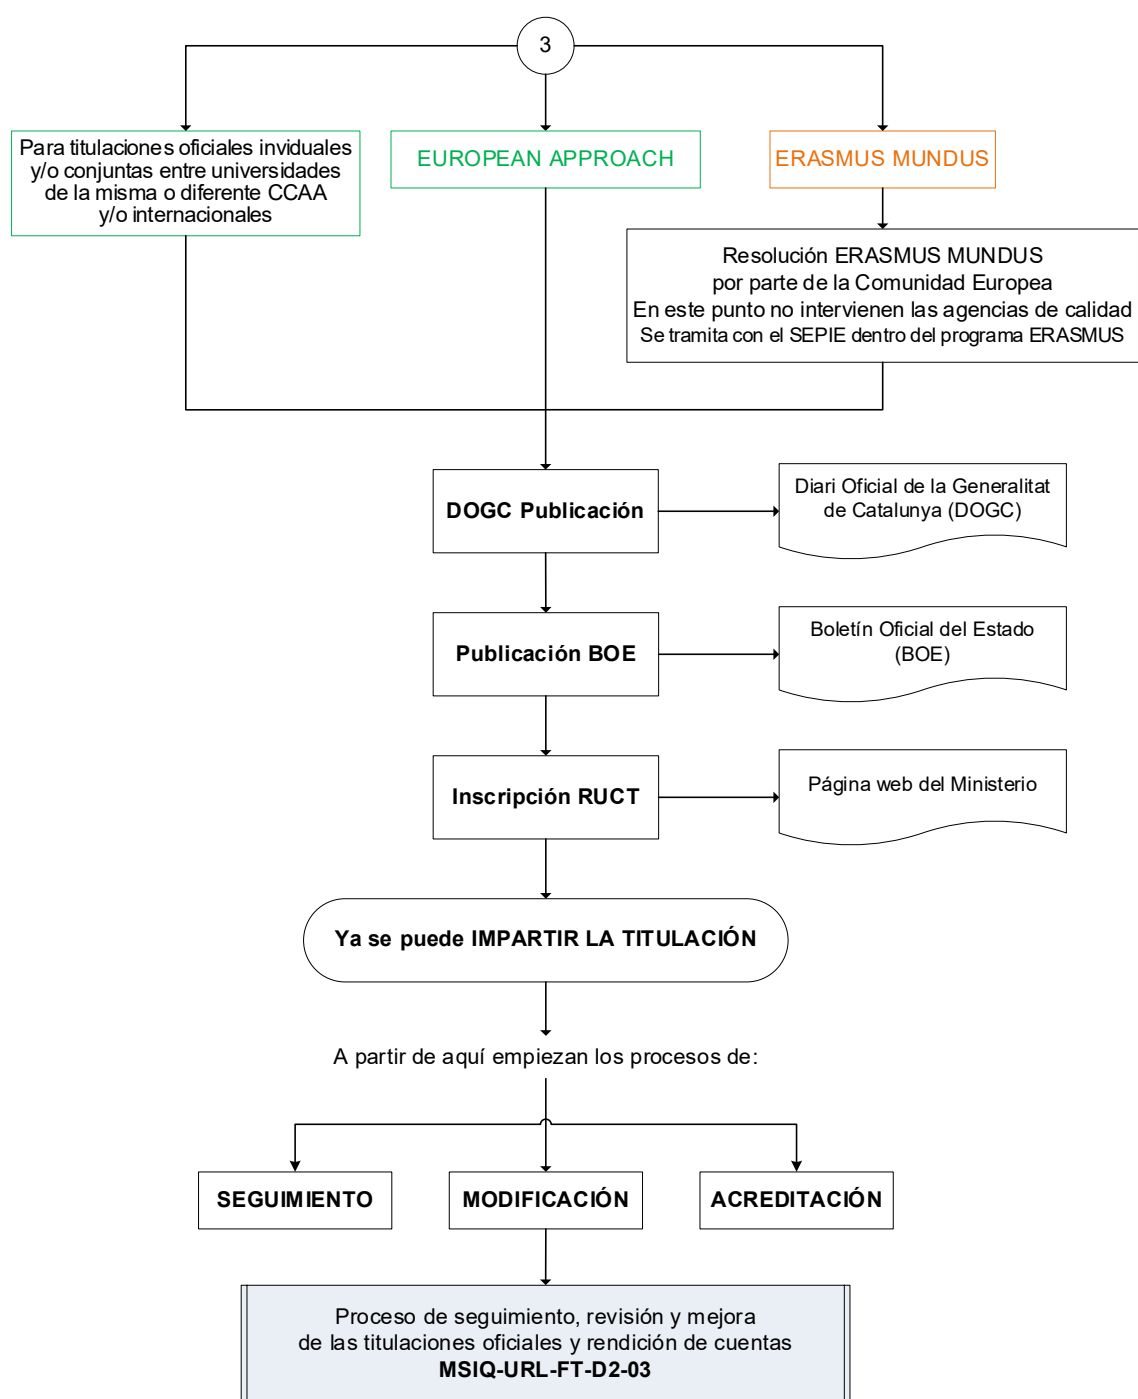 3
Para titulaciones oficiales inviduales
y/o conjuntas entre universidades
de la misma o diferente CCAA
y/o internacionales
EUROPEAN APPROACH
ERASMUS MUNDUS
Resolución ERASMUS MUNDUS
por parte de la Comunidad Europea
En este punto no intervienen las agencias de calidad
Se tramita con el SEPIE dentro del programa ERASMUS
DOGC Publicación
Diari Oficial de la Generalitat
de Catalunya (DOGC)
Publicación BOE
Boletín Oficial del Estado
(BOE)
Inscripción RUCT
Página web del Ministerio
Ya se puede IMPARTIR LA TITULACIÓN
A partir de aquí empiezan los procesos de:
SEGUIMIENTO
MODIFICACIÓN
ACREDITACIÓN
Proceso de seguimiento, revisión y mejora
de las titulaciones oficiales y rendición de cuentas
MSIQ-URL-FT-D2-03